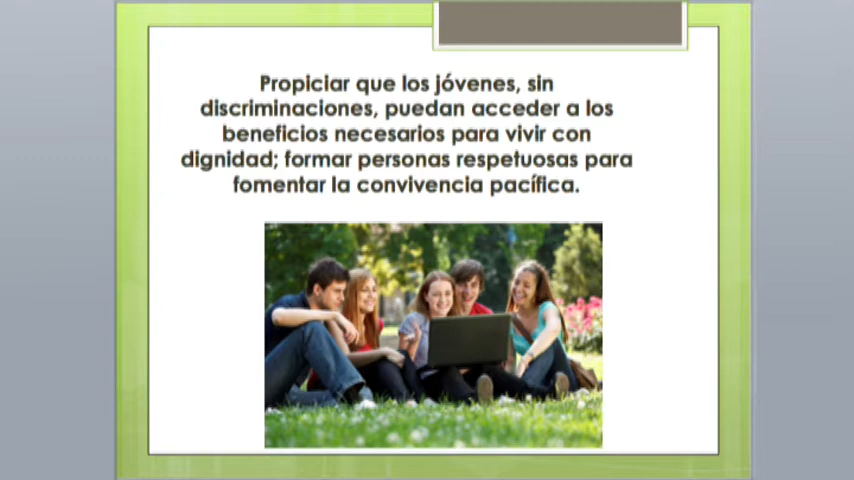 Propiciar que los jóvenes, sin
discriminaciones, puedan acceder a los
beneficios necesarios para vivir con
dignidad; formar personas respetuosas para
fomentar la convivencia pacífica.